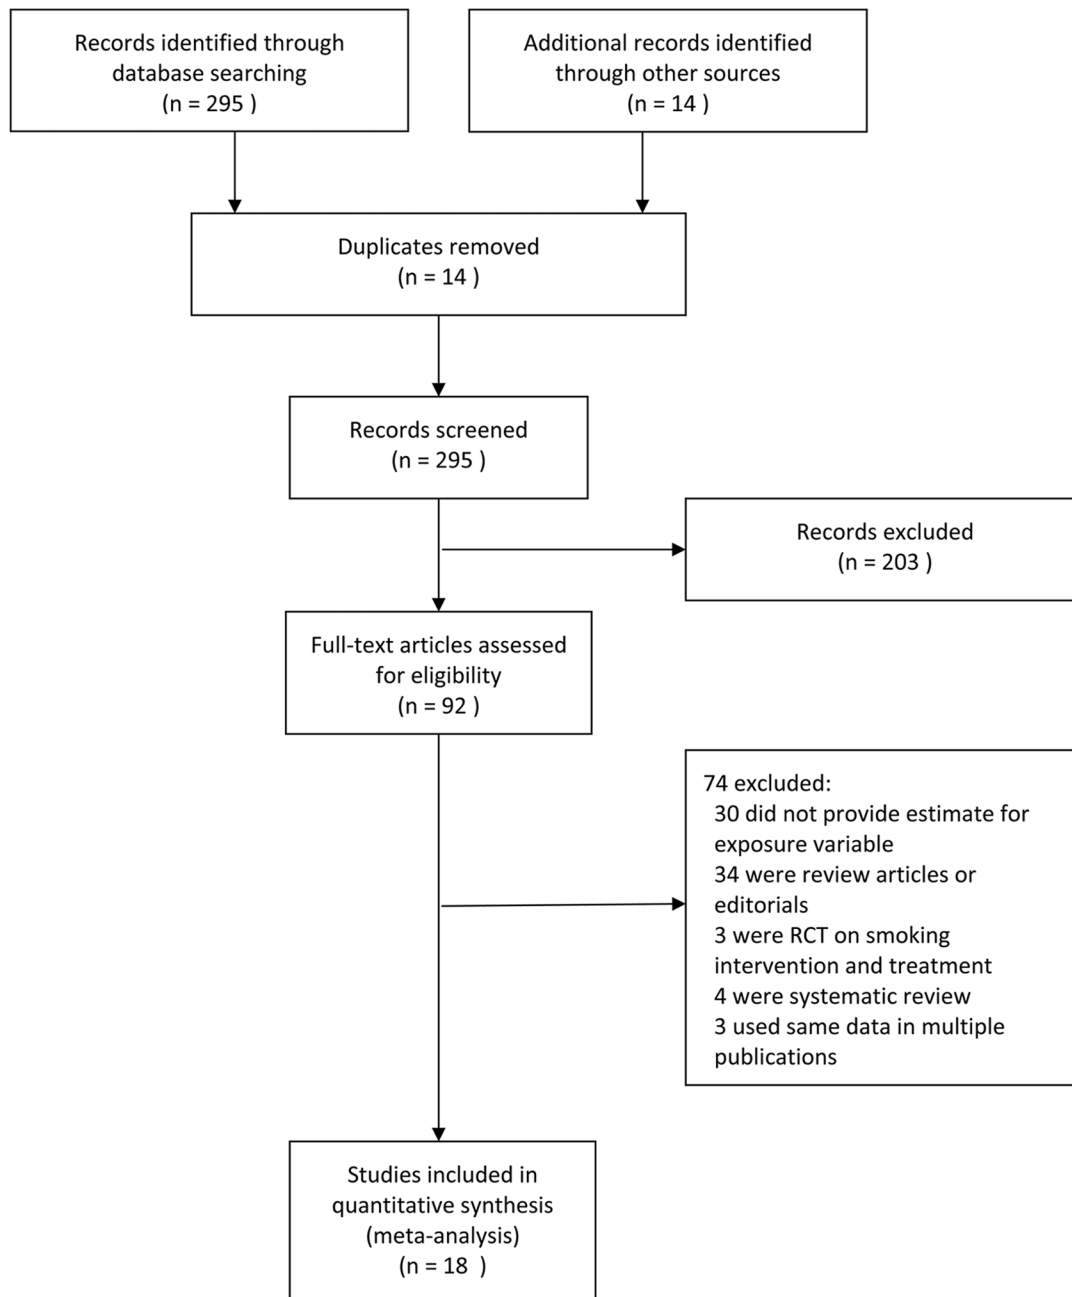 Records identified through
database searching
(n = 295 )
Additional records identified
through other sources
(n = 14 )
Duplicates removed
(n = 14 )
Records screened
(n = 295 )
Records excluded
(n = 203 )
Full-text articles assessed
for eligibility
(n = 92 )
74 excluded:
30 did not provide estimate for
exposure variable
34 were review articles or
editorials
3 were RCT on smoking
intervention and treatment
4 were systematic review
3 used same data in multiple
publications
Studies included in
quantitative synthesis
(meta-analysis)
(n = 18 )